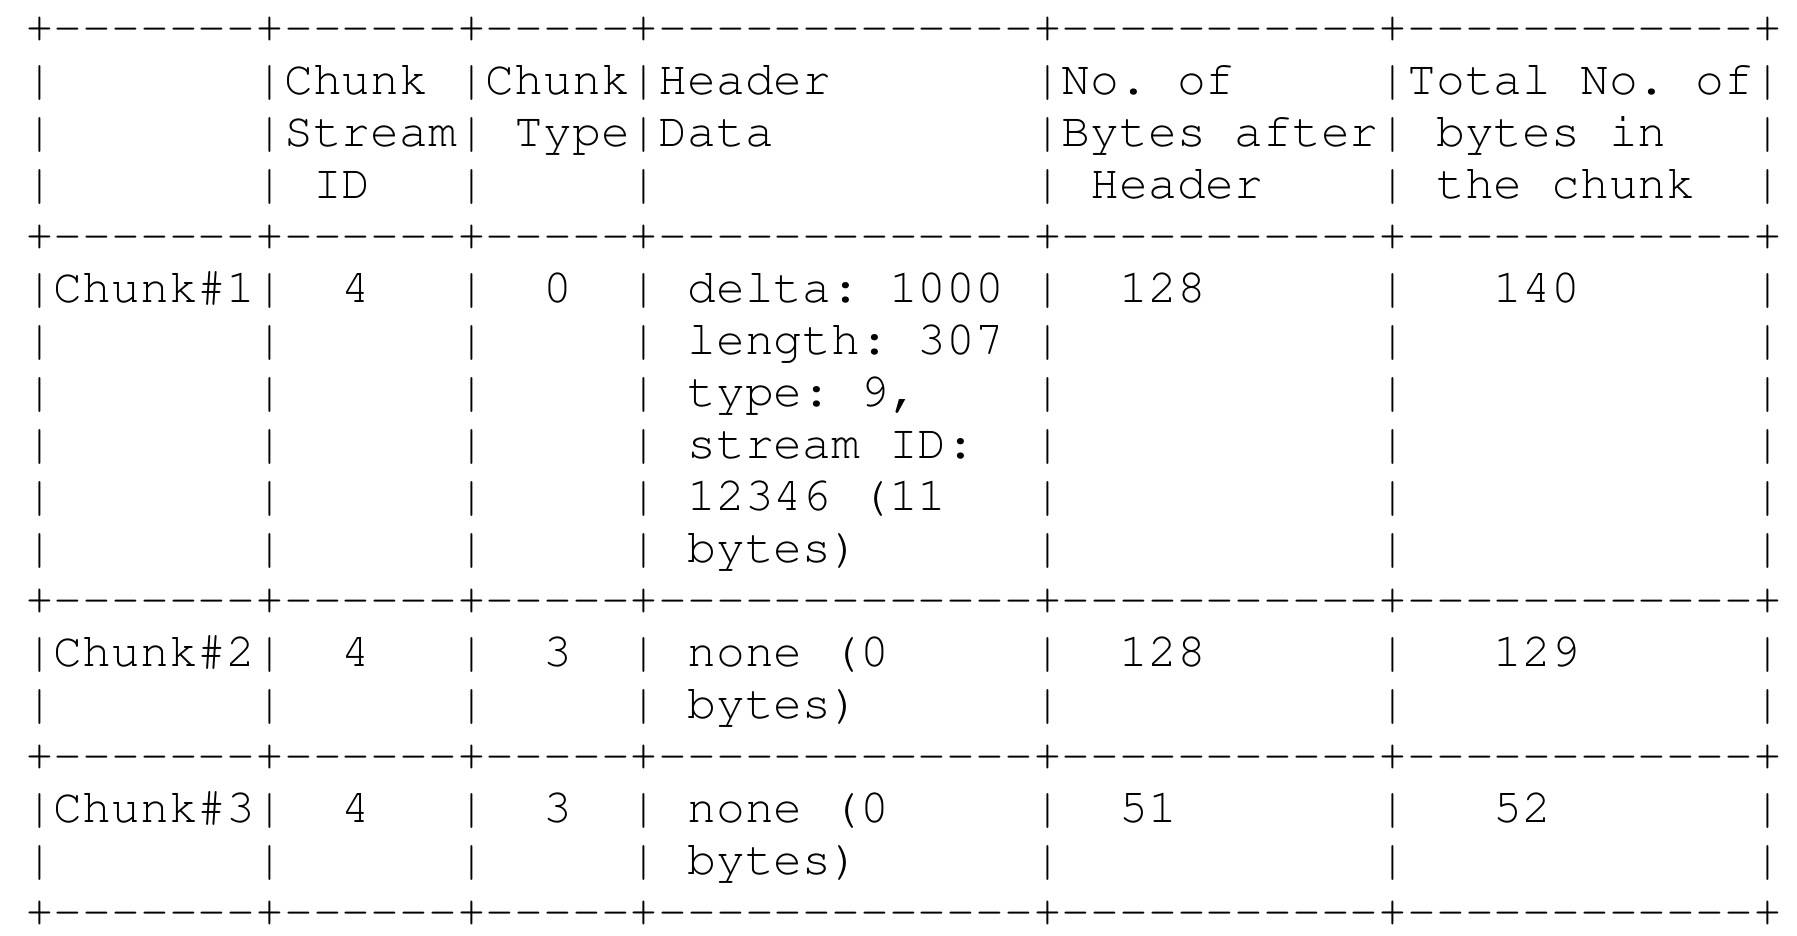 +-------+------+-----+-------------+-----------+------------+
|       |Chunk |Chunk|Header       |No. of     |Total No. of|
|       |Stream| Type|Data         |Bytes after| bytes in   |
|       | ID   |     |             | Header    | the chunk  |
+-------+------+-----+-------------+-----------+------------+
|Chunk#1|  4   |  0  | delta: 1000 |  128      |   140      |
|       |      |     | length: 307 |           |            |
|       |      |     | type: 9,    |           |            |
|       |      |     | stream ID:  |           |            |
|       |      |     | 12346 (11   |           |            |
|       |      |     | bytes)      |           |            |
+-------+------+-----+-------------+-----------+------------+
|Chunk#2|  4   |  3  | none (0     |  128      |   129      |
|       |      |     | bytes)      |           |            |
+-------+------+-----+-------------+-----------+------------+
|Chunk#3|  4   |  3  | none (0     |  51       |   52       |
|       |      |     | bytes)      |           |            |
+-------+------+-----+-------------+-----------+------------+